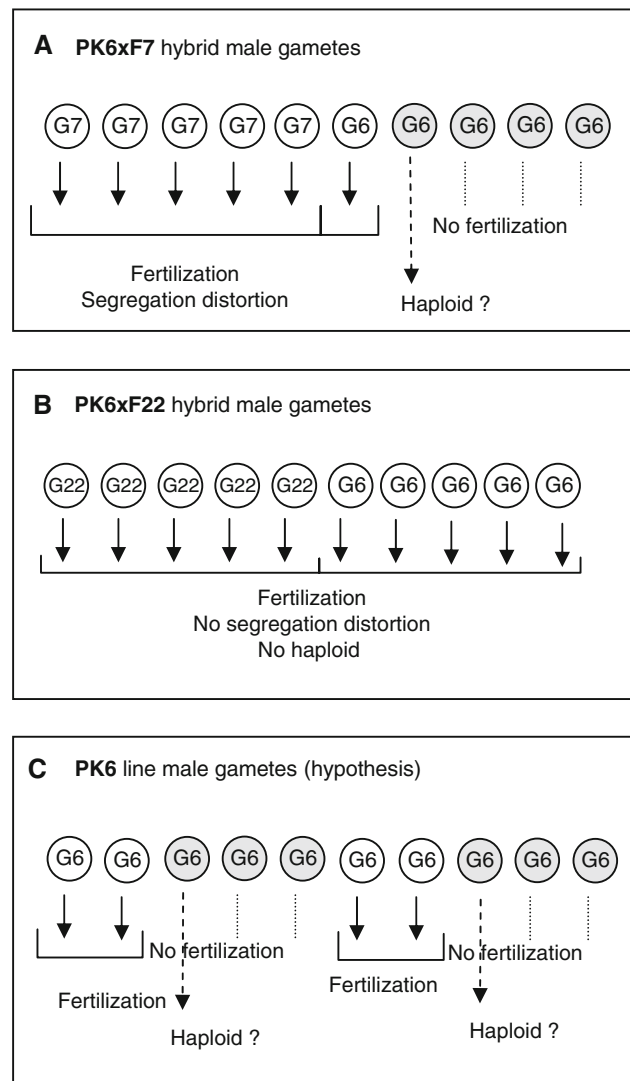 A PK6xF7 hybrid male gametes
G7 G7 G7 G7 G7 G6 G6 G6 G6 G6
No fertilization
Fertilization
Segregation distortion
Haploid ?
B PK6xF22 hybrid male gametes
G22 G22 G22 G22 G22 G6 G6 G6 G6 G6
Fertilization
No segregation distortion
No haploid
C PK6 line male gametes (hypothesis)
G6 G6 G6 G6 G6 G6 G6 G6 G6 G6
No fertilization No fertilization
Fertilization Fertilization
Haploid ? Haploid ?